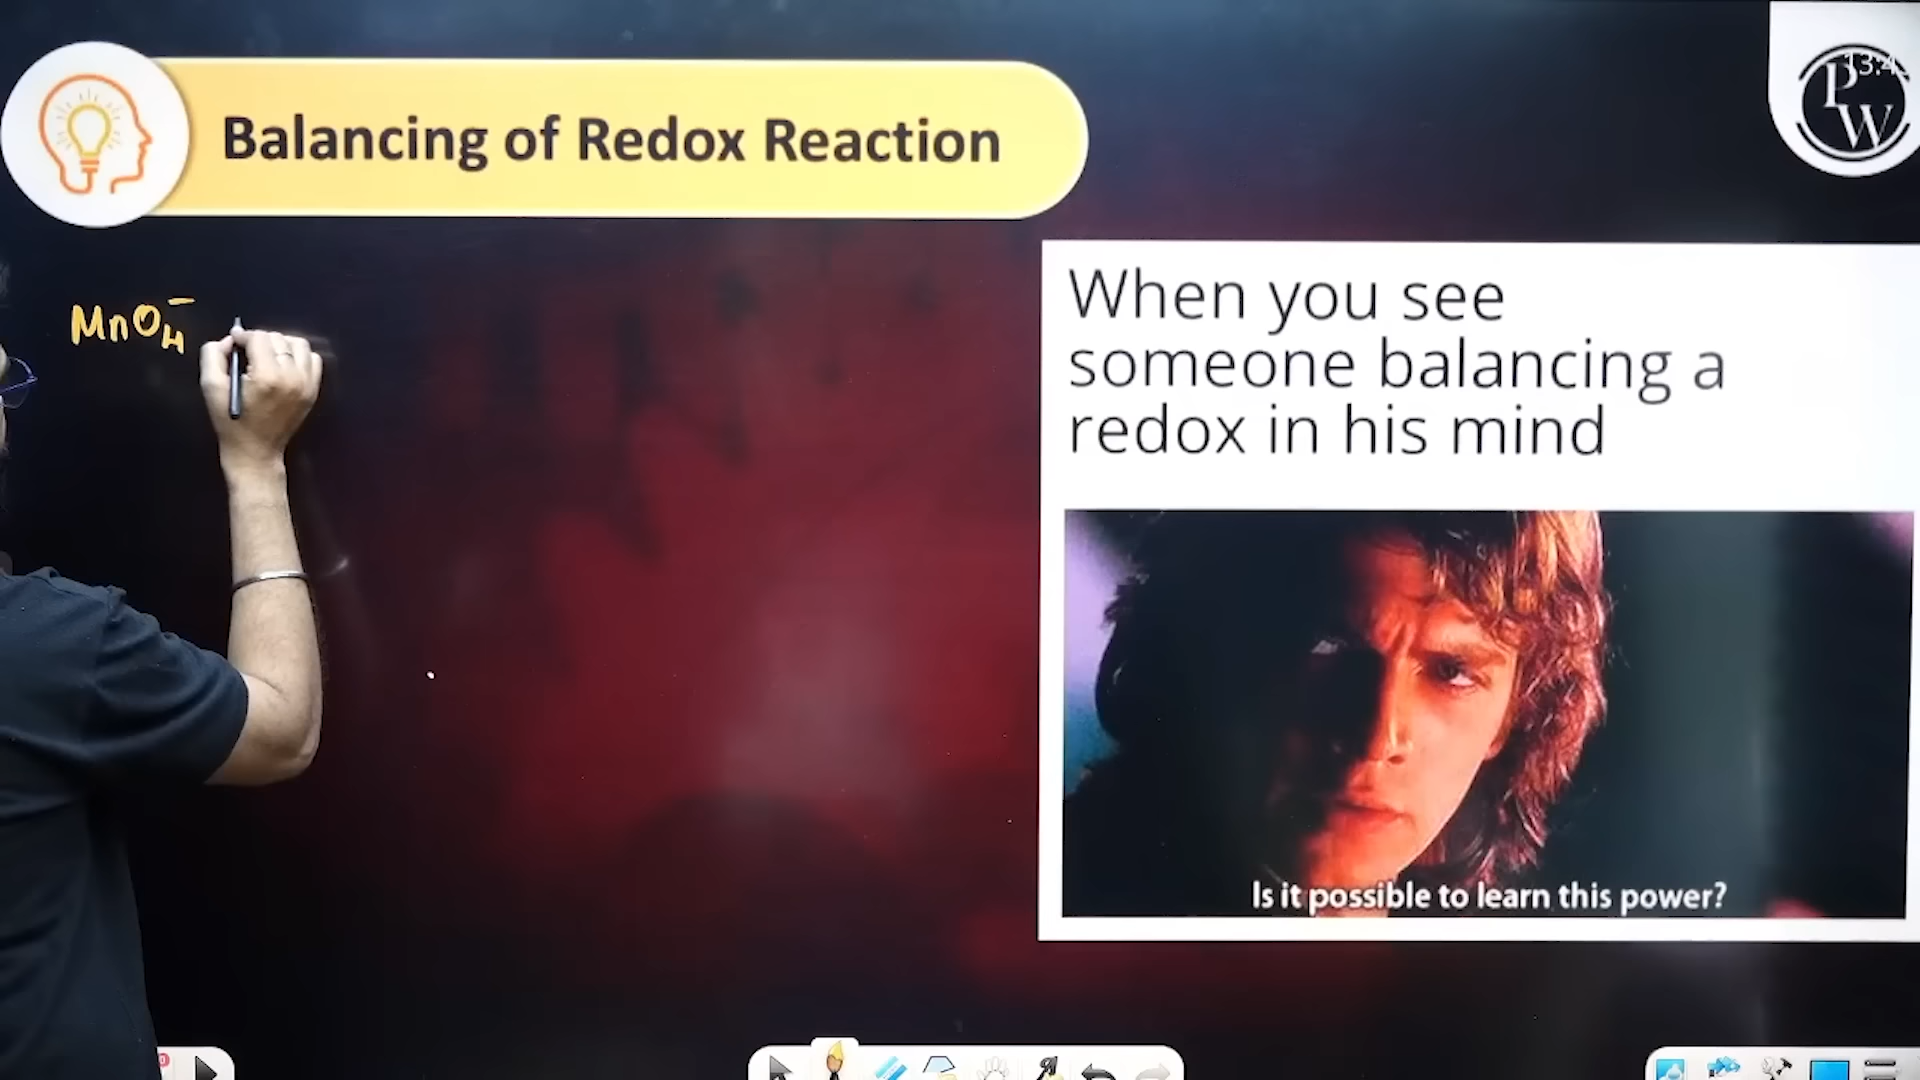 Balancing of Redox Reaction
PW
MnO₄⁻
When you see
someone balancing a
redox in his mind
Is it possible to learn this power?